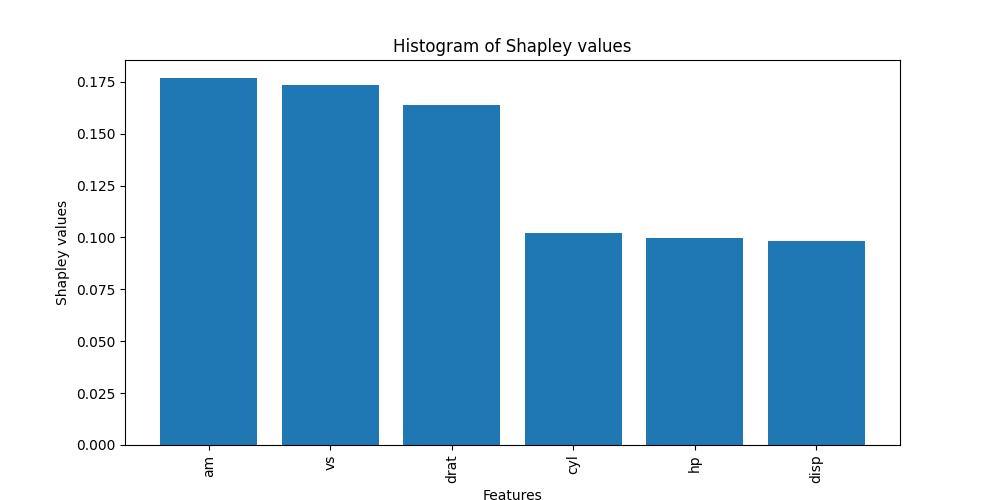 Histogram of Shapley values
Shapley values
0.175
0.150
0.125
0.100
0.075
0.050
0.025
0.000
am
vs
drat
cyl
hp
disp
Features